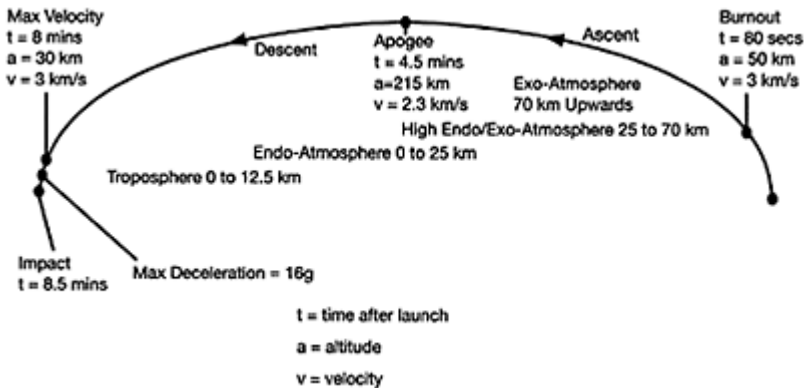 Max Velocity
t = 8 mins
a = 30 km
v = 3 km/s
Descent
Apogee
t = 4.5 mins
a=215 km
v = 2.3 km/s
Ascent
Burnout
t = 80 secs
a = 50 km
v = 3 km/s
Exo-Atmosphere
70 km Upwards
High Endo/Exo-Atmosphere 25 to 70 km
Endo-Atmosphere 0 to 25 km
Troposphere 0 to 12.5 km
Impact
t = 8.5 mins
Max Deceleration = 16g
t = time after launch
a = altitude
v = velocity